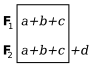 F₁ a+b+c
F₂ a+b+c +d